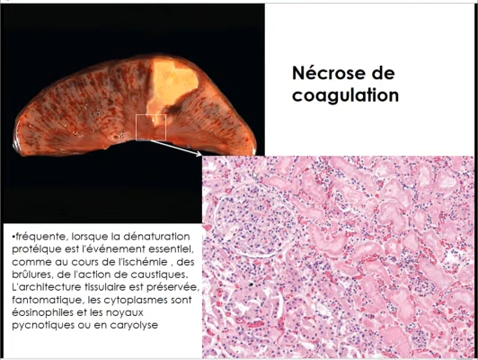 Nécrose de
coagulation
•fréquente, lorsque la dénaturation
protéique est l'événement essentiel,
comme au cours de l'ischémie , des
brûlures, de l'action de caustiques.
L'architecture tissulaire est préservée,
fantomatique, les cytoplasmes sont
éosinophiles et les noyaux
pycnotiques ou en caryolyse